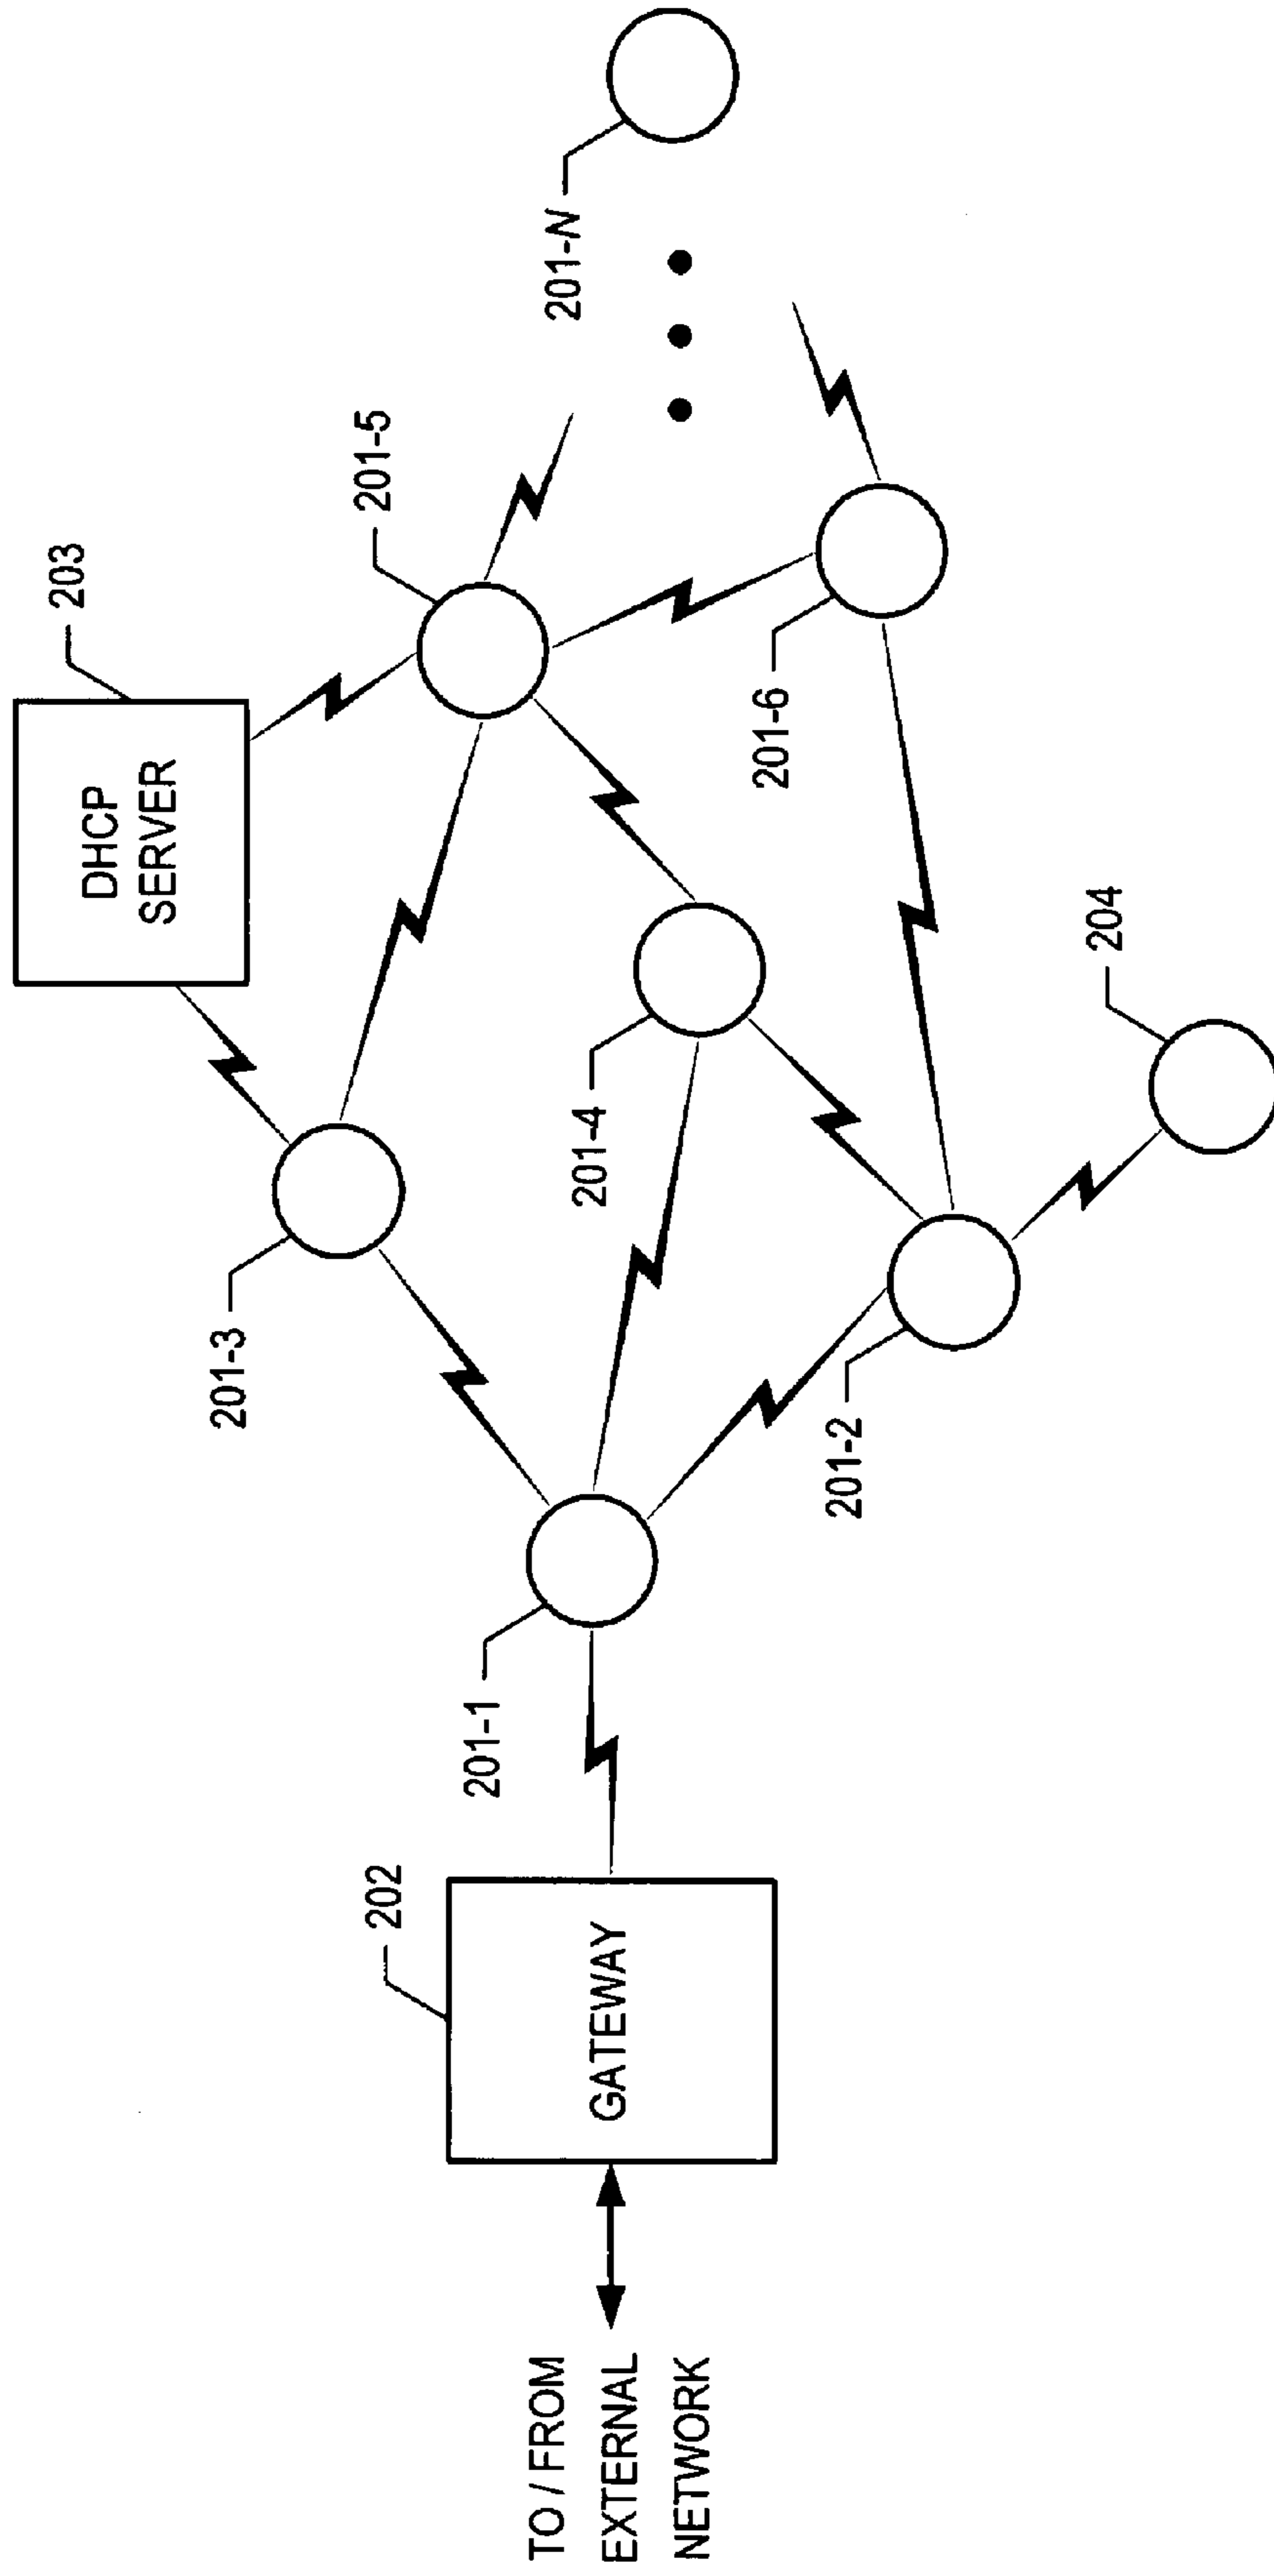 203
DHCP
SERVER
201-5
201-N
201-3
201-4
201-6
204
202
201-1
201-2
GATEWAY
TO / FROM
EXTERNAL
NETWORK